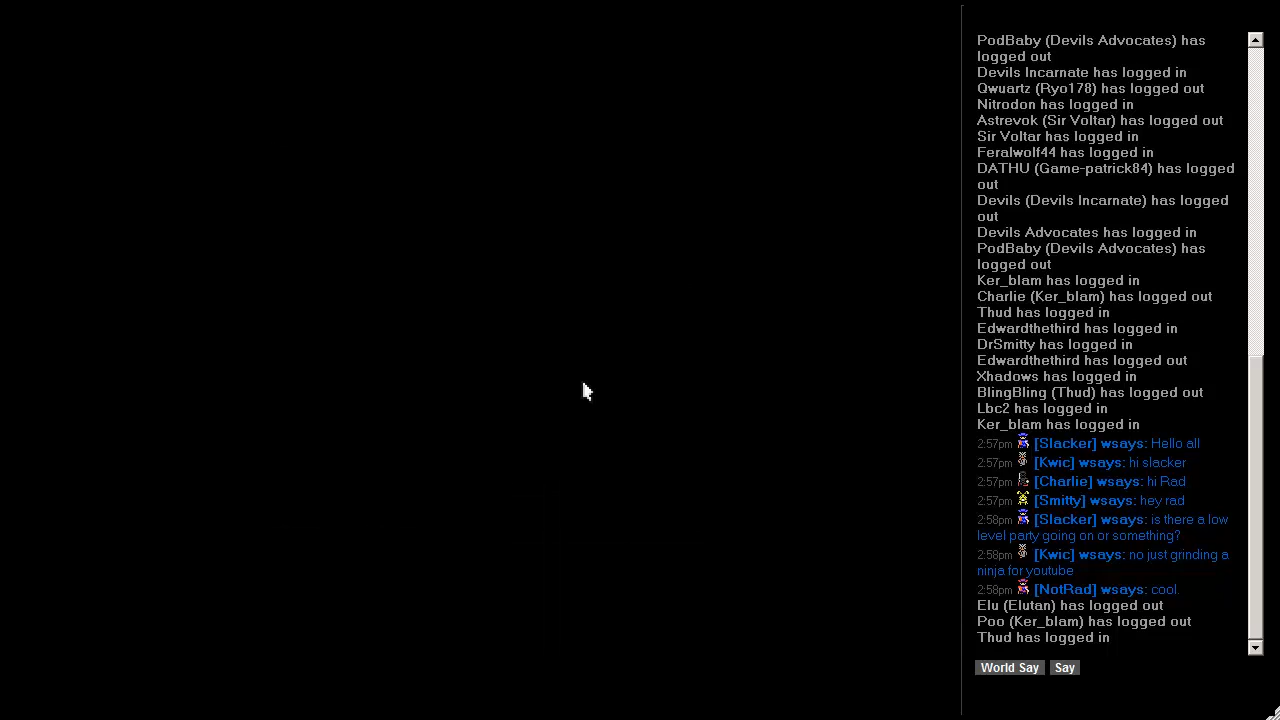 PodBaby (Devils Advocates) has
logged out
Devils Incarnate has logged in
Qwuartz (Ryo178) has logged out
Nitrodon has logged in
Astrevok (Sir Voltar) has logged out
Sir Voltar has logged in
Feralwolf44 has logged in
DATHU (Game-patrick84) has logged
out
Devils (Devils Incarnate) has logged
out
Devils Advocates has logged in
PodBaby (Devils Advocates) has
logged out
Ker_blam has logged in
Charlie (Ker_blam) has logged out
Thud has logged in
Edwardthethird has logged in
DrSmitty has logged in
Edwardthethird has logged out
Xhadows has logged in
BlingBling (Thud) has logged out
Lbc2 has logged in
Ker_blam has logged in
2:57pm [Slacker] wsays: Hello all
2:57pm [Kwic] wsays: hi slacker
2:57pm [Charlie] wsays: hi Rad
2:57pm [Smitty] wsays: hey rad
2:58pm [Slacker] wsays: is there a low
level party going on or something?
2:58pm [Kwic] wsays: no just grinding a
ninja for youtube
2:58pm [NotRad] wsays: cool.
Elu (Elutan) has logged out
Poo (Ker_blam) has logged out
Thud has logged in
World Say Say